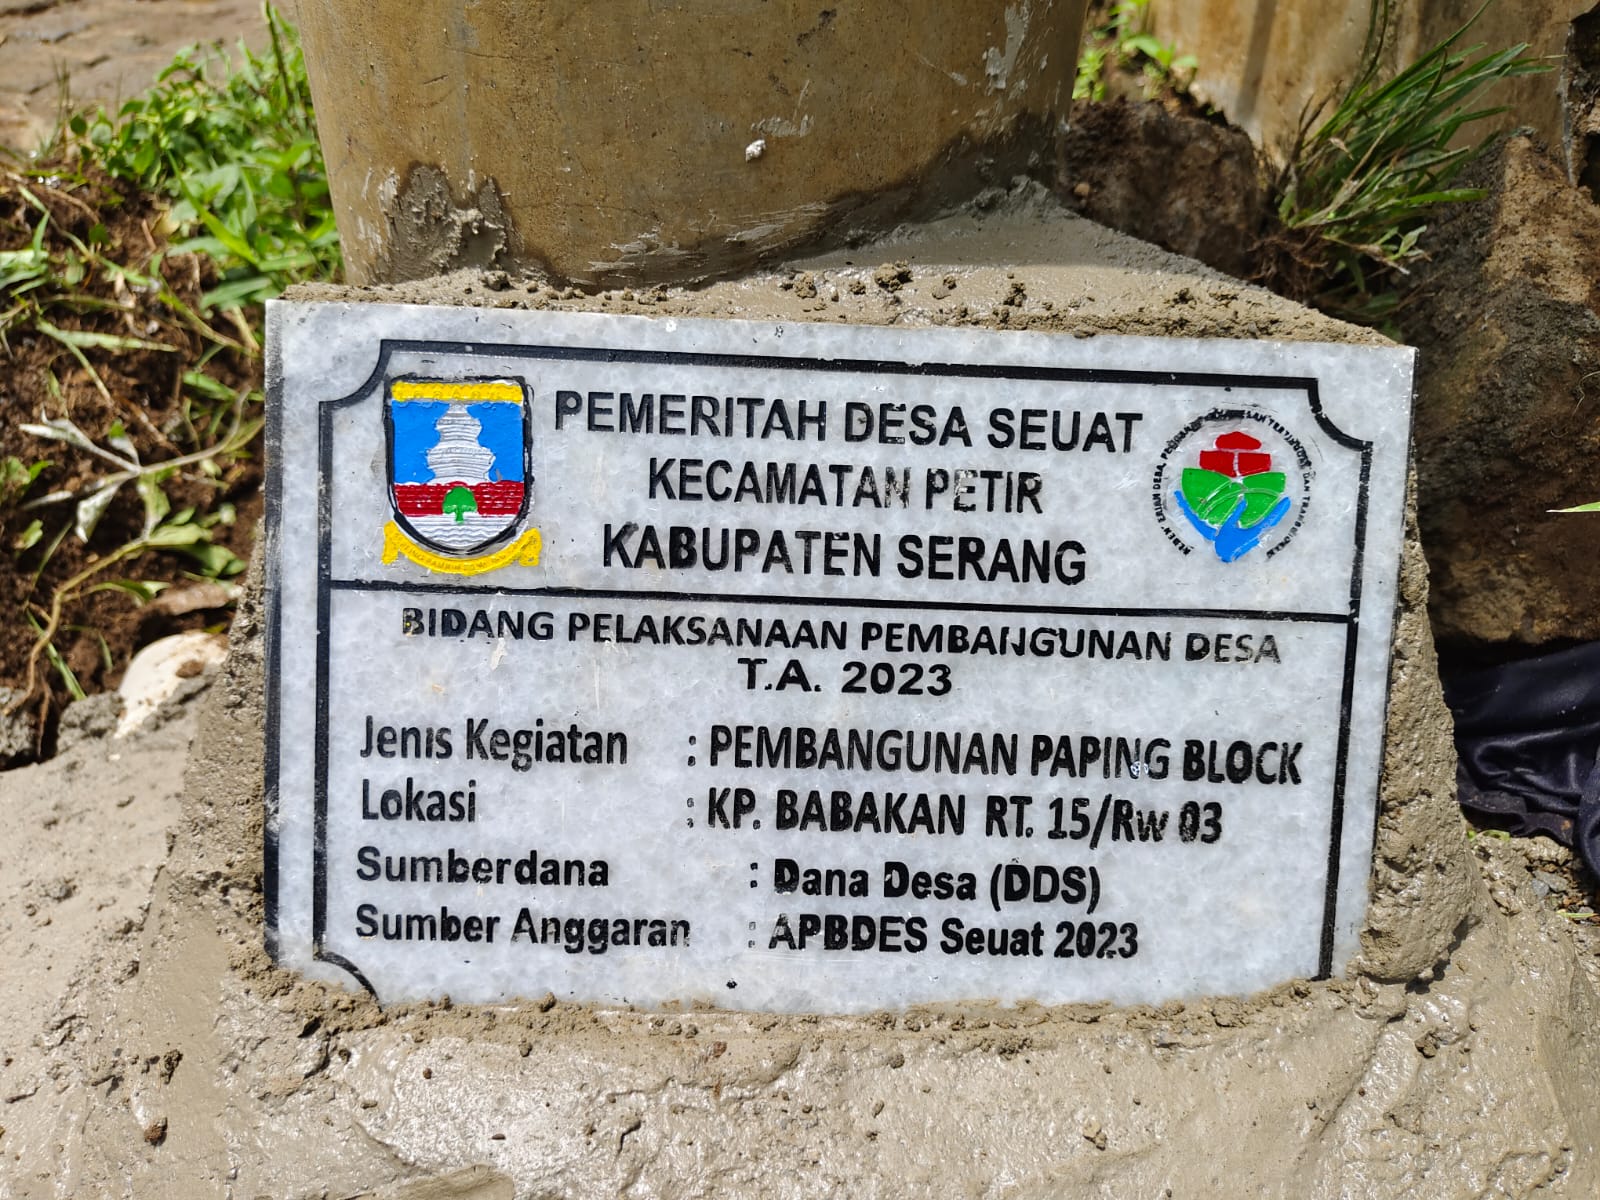 PEMERITAH DESA SEUAT
KECAMATAN PETIR
KABUPATEN SERANG
BIDANG PELAKSANAAN PEMBANGUNAN DESA
T.A. 2023
Jenis Kegiatan : PEMBANGUNAN PAPING BLOCK
Lokasi : KP. BABAKAN RT. 15/Rw 03
Sumberdana : Dana Desa (DDS)
Sumber Anggaran : APBDES Seuat 2023